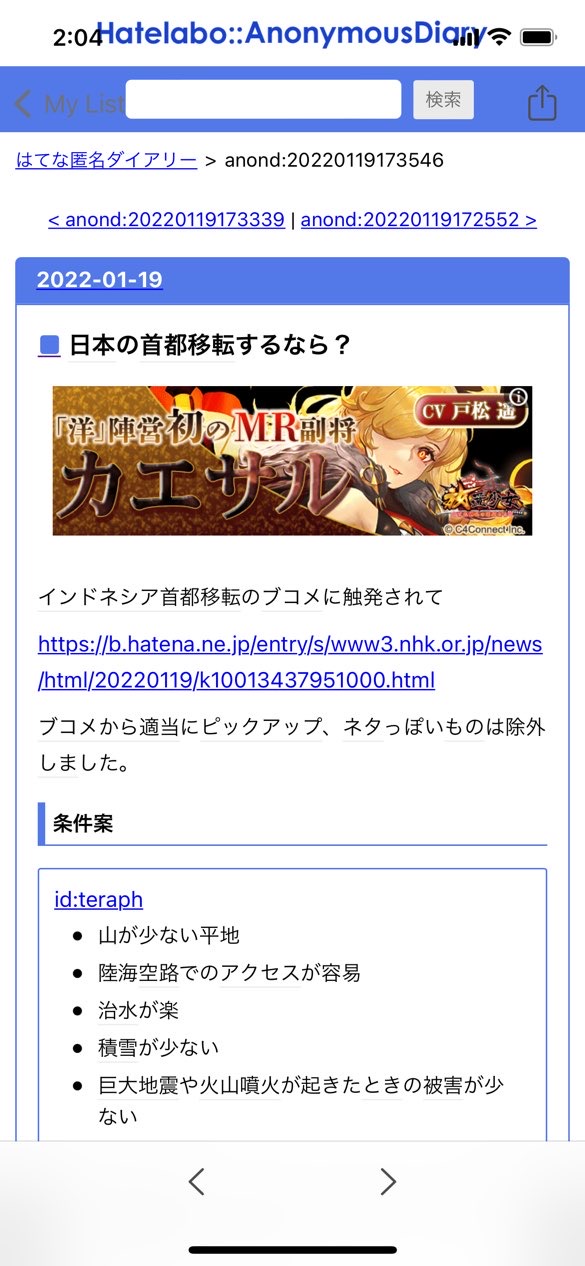 2:04
Hatelabo::AnonymousDiary
My List
検索
はてな匿名ダイアリー > anond:20220119173546
< anond:20220119173339 | anond:20220119172552 >
2022-01-19
日本の首都移転するなら？
「洋」陣営初のMR副将
カエサル
CV 戸松 遥
© C4Connect Inc.
インドネシア首都移転のブコメに触発されて
https://b.hatena.ne.jp/entry/s/www3.nhk.or.jp/news
/html/20220119/k10013437951000.html
ブコメから適当にピックアップ、ネタっぽいものは除外
しました。
条件案
id:teraph
• 山が少ない平地
• 陸海空路でのアクセスが容易
• 治水が楽
• 積雪が少ない
• 巨大地震や火山噴火が起きたときの被害が少
ない